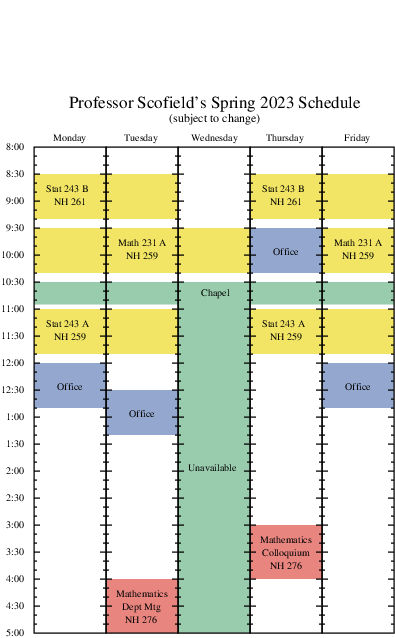 Professor Scofield's Spring 2023 Schedule
(subject to change)
Monday Tuesday Wednesday Thursday Friday
8:00
8:30
Stat 243 B Stat 243 B
9:00 NH 261 NH 261
9:30
Math 231 A Math 231 A
Office
10:00 NH 259 NH 259
10:30
Chapel
11:00
Stat 243 A Stat 243 A
11:30 NH 259 NH 259
12:00
Office Office
12:30
Office
1:00
1:30
2:00 Unavailable
2:30
3:00
Mathematics
3:30 Colloquium
NH 276
4:00
Mathematics
4:30 Dept Mtg
NH 276
5:00